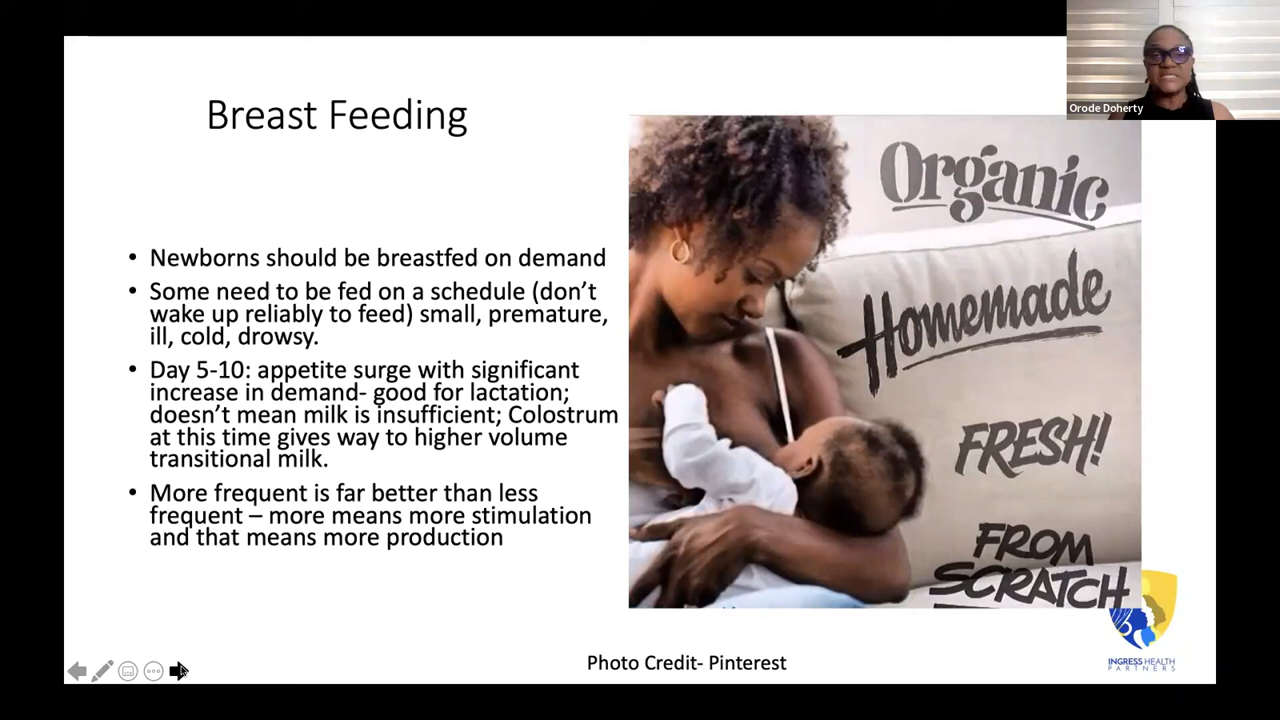 Orode Doherty
Breast Feeding
• Newborns should be breastfed on demand
• Some need to be fed on a schedule (don’t
wake up reliably to feed) small, premature,
ill, cold, drowsy.
• Day 5-10: appetite surge with significant
increase in demand- good for lactation;
doesn’t mean milk is insufficient; Colostrum
at this time gives way to higher volume
transitional milk.
• More frequent is far better than less
frequent – more means more stimulation
and that means more production
Organic
Homemade
FRESH!
FROM
SCRATCH
Photo Credit- Pinterest
INGRESS HEALTH
PARTNERS